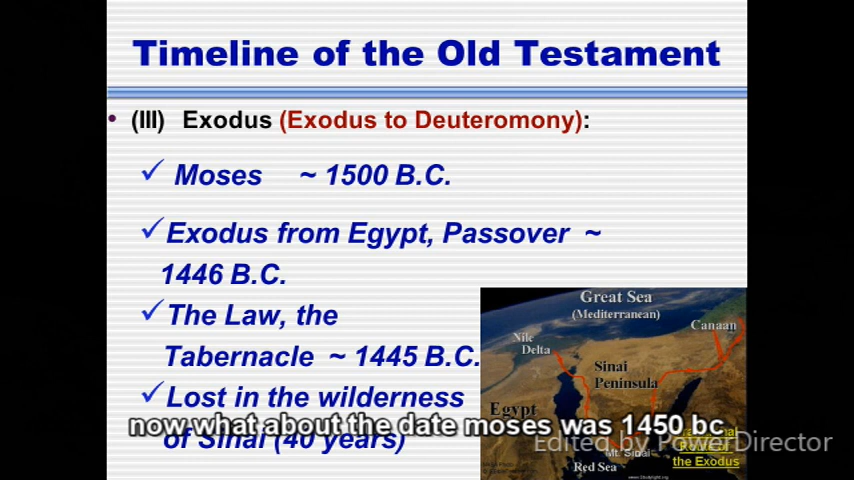 Timeline of the Old Testament
• (III) Exodus (Exodus to Deuteromony):
✓ Moses ~ 1500 B.C.
✓ Exodus from Egypt, Passover ~
1446 B.C.
✓ The Law, the
Tabernacle ~ 1445 B.C.
✓ Lost in the wilderness
of Sinai (40 years)
Great Sea
(Mediterranean)
Nile
Delta
Canaan
Sinai
Peninsula
Egypt
Mt. Sinai
Red Sea
the Exodus
now what about the date moses was 1450 bc
Edited by PowerDirector